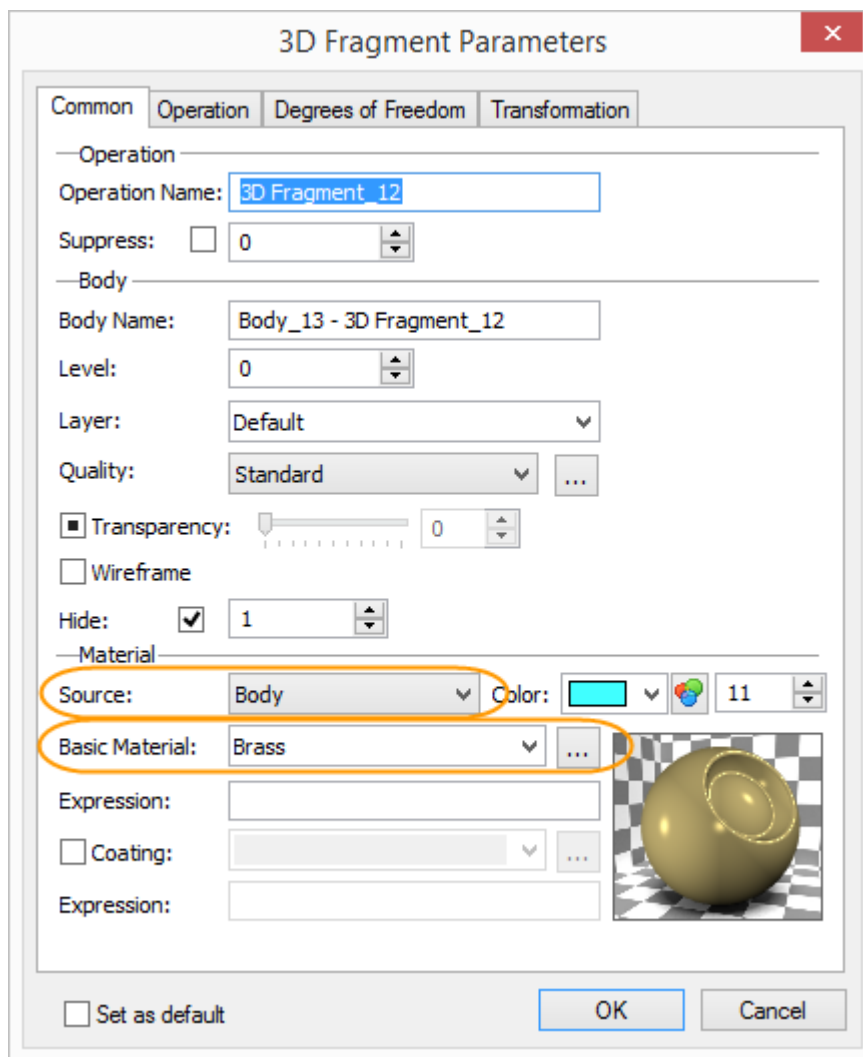 3D Fragment Parameters
Common Operation Degrees of Freedom Transformation
Operation
Operation Name: 3D Fragment_12
Suppress: 0
Body
Body Name: Body_13 - 3D Fragment_12
Level: 0
Layer: Default
Quality: Standard ...
Transparency: 0
Wireframe
Hide: 1
Material
Source: Body Color: 11
Basic Material: Brass ...
Expression:
Coating: ...
Expression:
Set as default OK Cancel